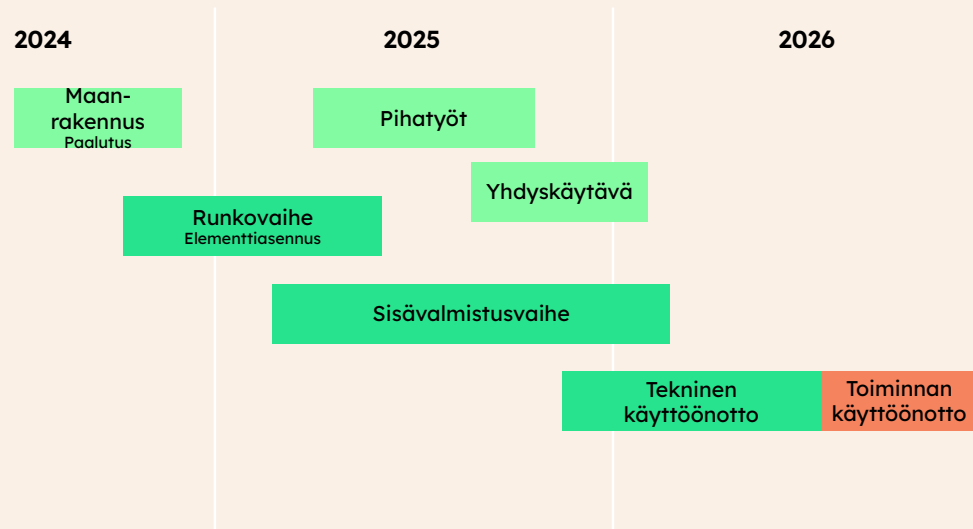 2024
2025
2026
Maan-
rakennus
Paalutus
Pihatyöt
Yhdyskäytävä
Runkovaihe
Elementtiasennus
Sisävalmistusvaihe
Tekninen
käyttöönotto
Toiminnan
käyttöönotto